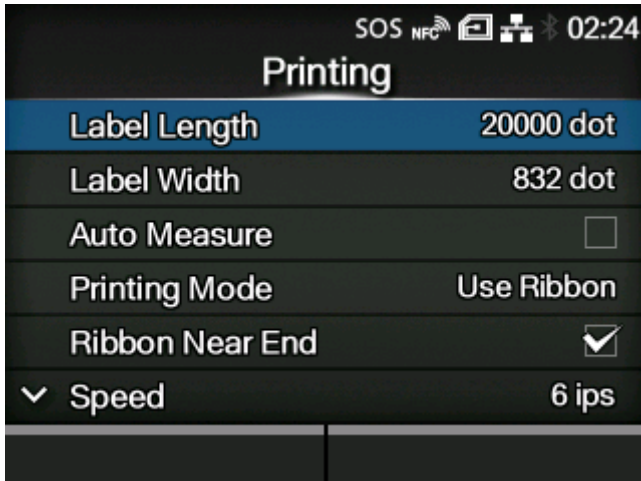 SOS NFC 02:24
Printing
Label Length 20000 dot
Label Width 832 dot
Auto Measure
Printing Mode Use Ribbon
Ribbon Near End
Speed 6 ips